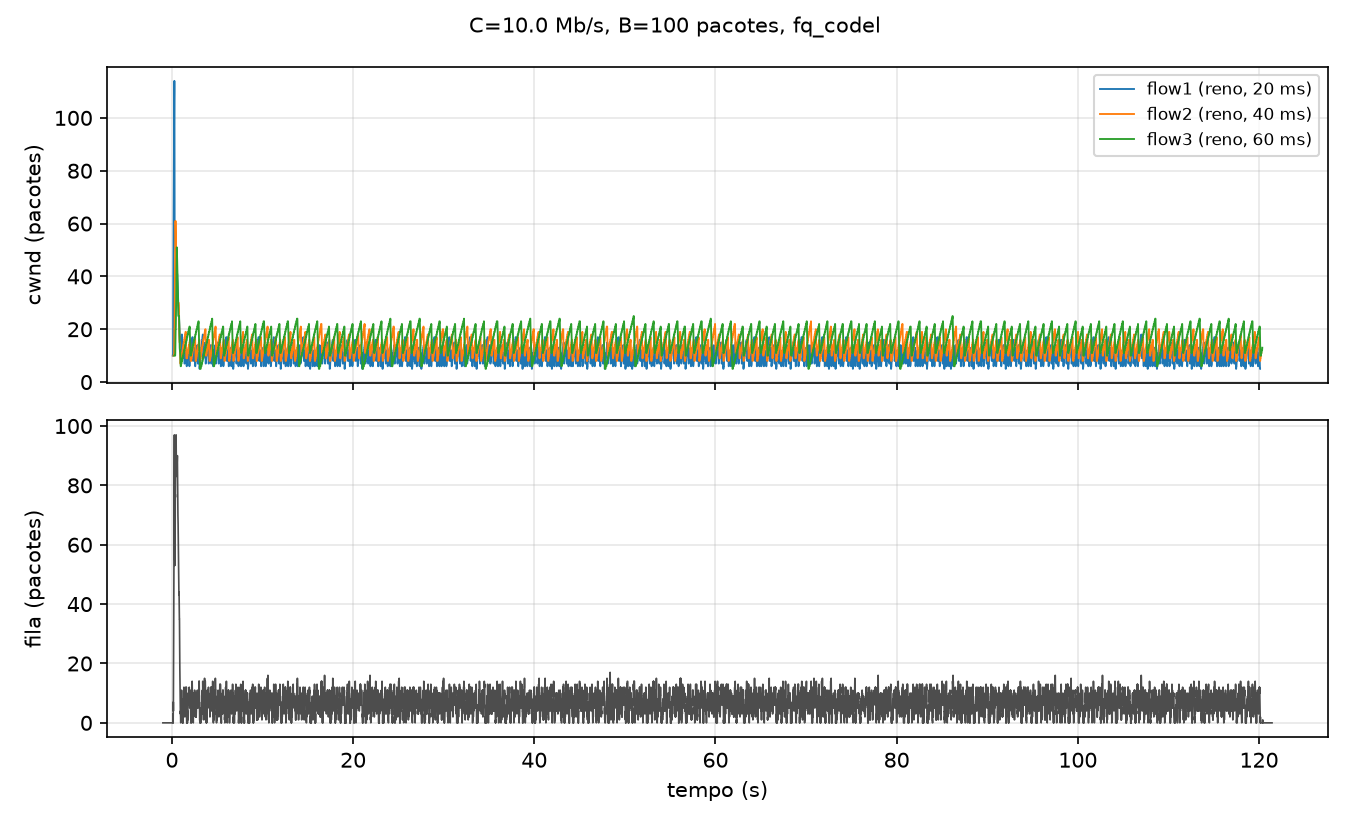 C=10.0 Mb/s, B=100 pacotes, fq_codel
cwnd (pacotes)
100
80
60
40
20
0
flow1 (reno, 20 ms)
flow2 (reno, 40 ms)
flow3 (reno, 60 ms)
fila (pacotes)
100
80
60
40
20
0
0 20 40 60 80 100 120
tempo (s)